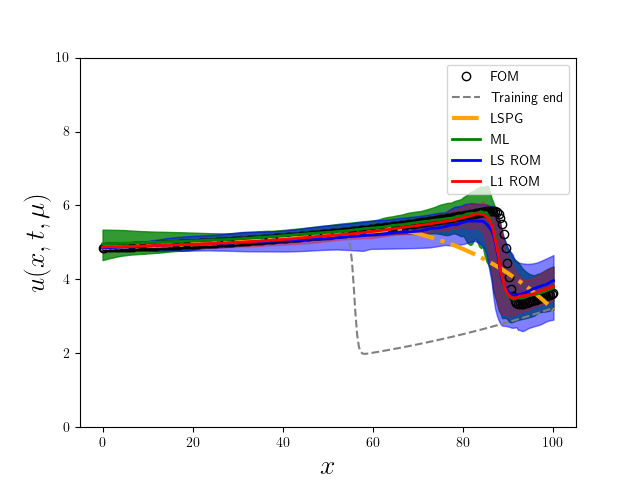 10
8
6
4
2
0
u(x, t, μ)
0 20 40 60 80 100
x
FOM
Training end
LSPG
ML
LS ROM
L1 ROM